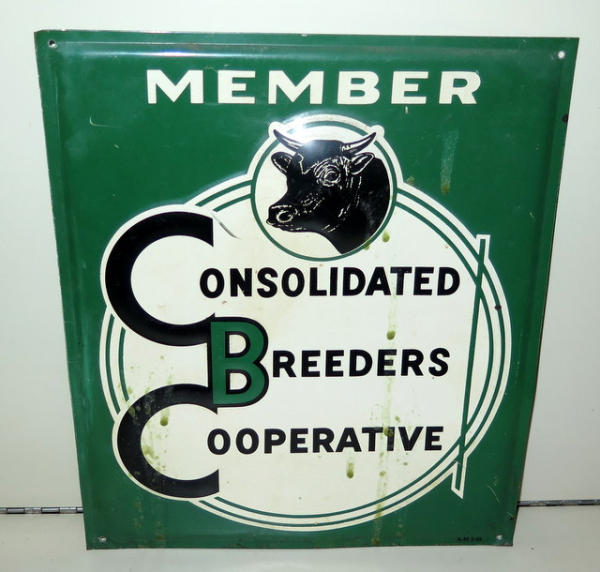 MEMBER
CONSOLIDATED
BREEDERS
COOPERATIVE